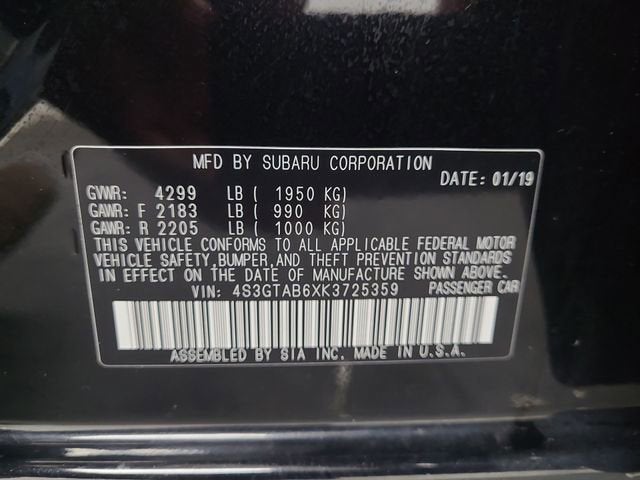 MFD BY SUBARU CORPORATION
DATE: 01/19
GVWR: 4299 LB ( 1950 KG)
GAWR: F 2183 LB ( 990 KG)
GAWR: R 2205 LB ( 1000 KG)
THIS VEHICLE CONFORMS TO ALL APPLICABLE FEDERAL MOTOR
VEHICLE SAFETY,BUMPER,AND THEFT PREVENTION STANDARDS
IN EFFECT ON THE DATE OF MANUFACTURE SHOWN ABOVE.
VIN: 4S3GTAB6XK3725359 PASSENGER CAR
ASSEMBLED BY SIA INC. MADE IN U.S.A.